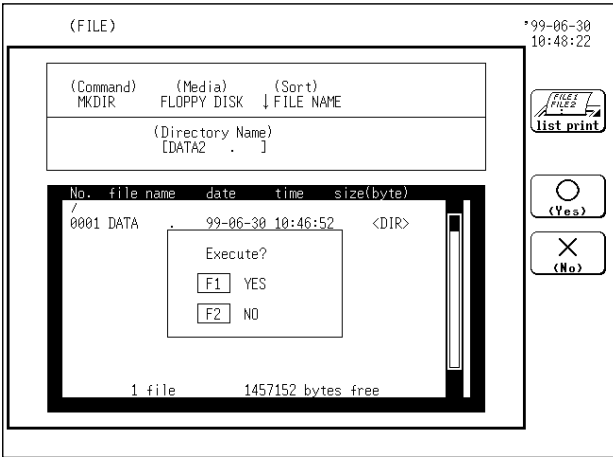 (FILE)
'99-06-30
10:48:22
(Command) (Media) (Sort)
MKDIR FLOPPY DISK ↓FILE NAME
(Directory Name)
[DATA2 . ]
FILE1
FILE2
list print
(Yes)
(No)
No. file name date time size(byte)
/
0001 DATA . 99-06-30 10:46:52 <DIR>
Execute?
F1 YES
F2 NO
1 file 1457152 bytes free